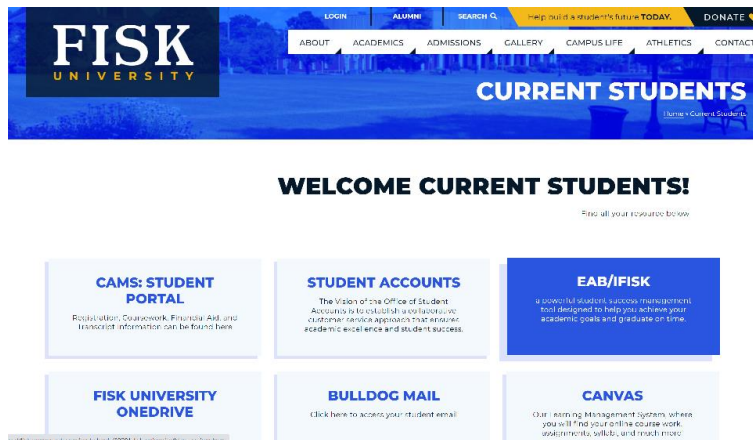 LOGIN
ALUMNI
SEARCH
Help build a student's future TODAY.
DONATE
FISK
UNIVERSITY
ABOUT
ACADEMICS
ADMISSIONS
GALLERY
CAMPUS LIFE
ATHLETICS
CONTACT
CURRENT STUDENTS
Home » Current Students
WELCOME CURRENT STUDENTS!
Find all your resource below
CAMS: STUDENT
PORTAL
Registration, Coursework, Financial Aid, and
Transcript information can be found here
STUDENT ACCOUNTS
The Vision of the Office of Student
Accounts is to establish a collaborative
customer service approach that ensures
academic excellence and student success.
EAB/IFISK
a powerful student success management
tool designed to help you achieve your
academic goals and graduate on time.
FISK UNIVERSITY
ONEDRIVE
BULLDOG MAIL
Click here to access your student email
CANVAS
Our Learning Management System, where
you will find your online course work,
assignments, syllabi, and much more